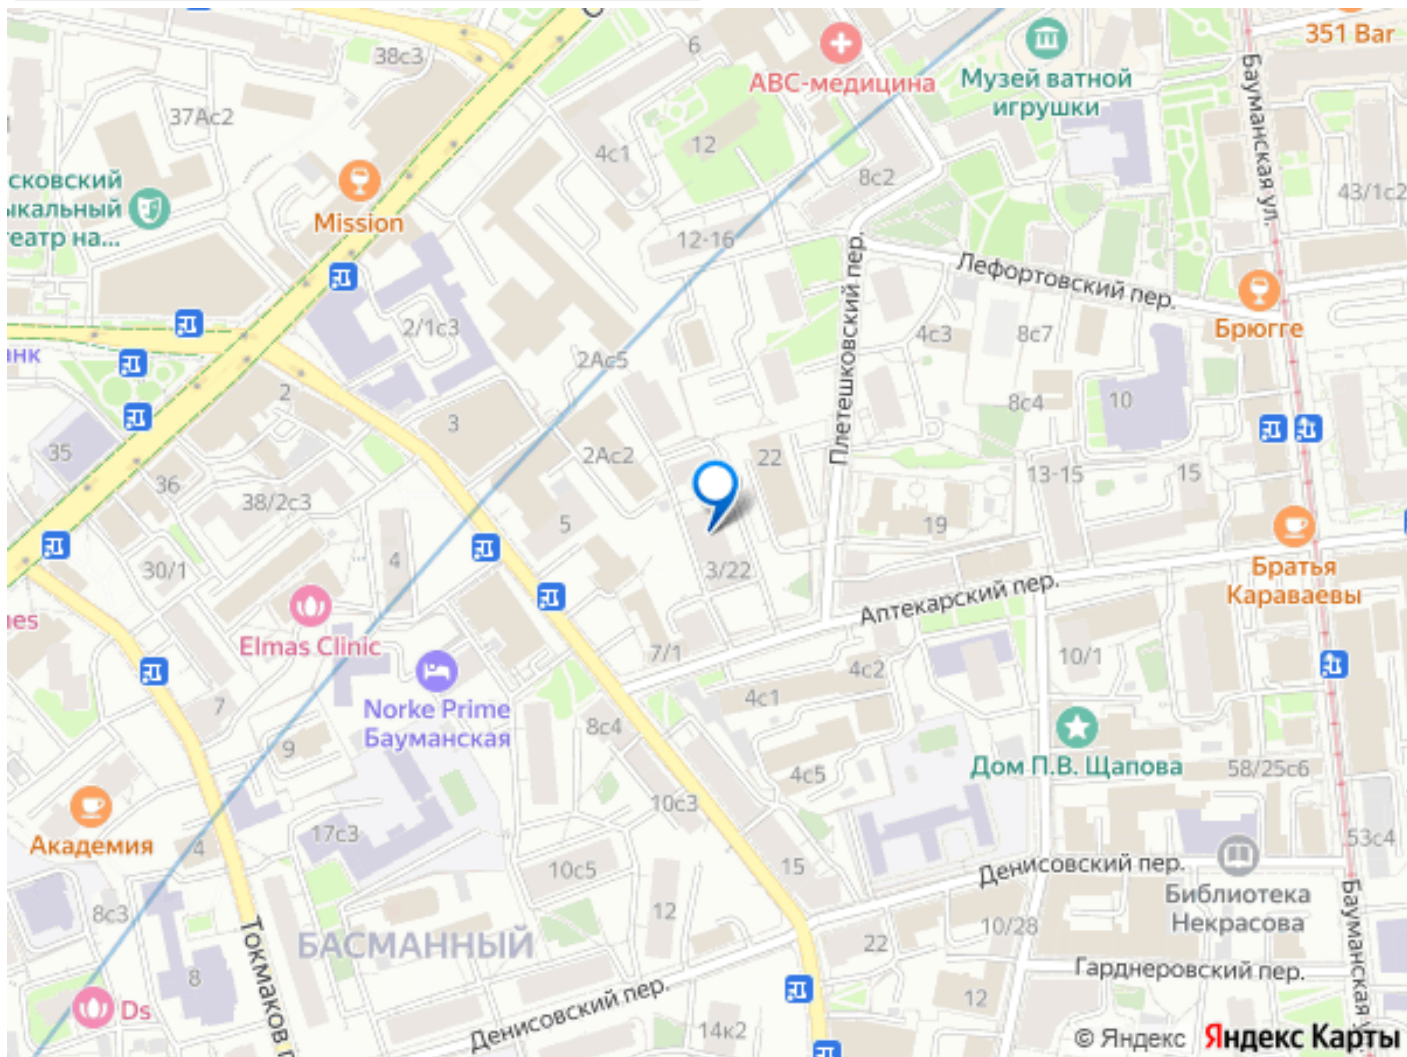 351 Bar
АВС-медицина
Музей ватной
игрушки
6
38с3
37Ас2
12
4с1
8с2
Бауманская ул.
43/1с2
сковский
ыкальный
еатр на...
Mission
12-16
Плетешковский пер.
Лефортовский пер.
Брюгге
2/1с3
2Ас5
4с3
8с7
анк
2
3
8с4
10
35
36
38/2с3
2Ас2
22
13-15
15
5
4
19
30/1
3/22
Братья
Караваевы
Аптекарский пер.
nes
Elmas Clinic
7/1
4с2
10/1
7
Norke Prime
Бауманская
4с1
8с4
9
Дом П.В. Щапова
58/25с6
4с5
10с3
Академия
4
17с3
53с4
15
10с5
Денисовский пер.
Библиотека
Некрасова
8с3
12
10/28
БАСМАННЫЙ
22
Токмаков п
8
Гарднеровский пер.
Бауманская у
Ds
Денисовский пер.
12
14к2
© Яндекс Яндекс Карты